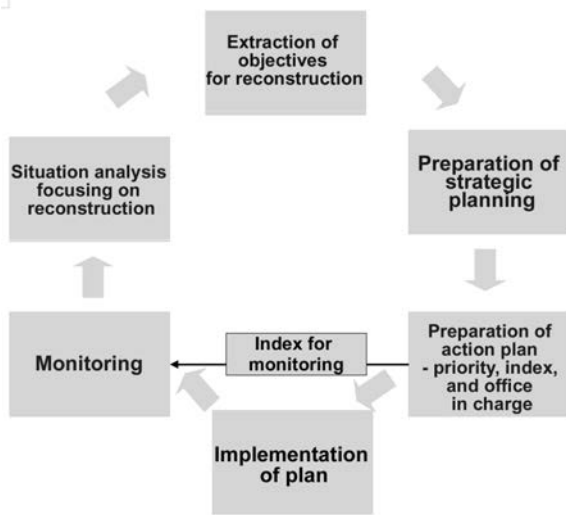 Extraction of
objectives
for reconstruction
Situation analysis
focusing on
reconstruction
Preparation of
strategic
planning
Monitoring
Index for
monitoring
Preparation of
action plan
- priority, index,
and office
in charge
Implementation
of plan